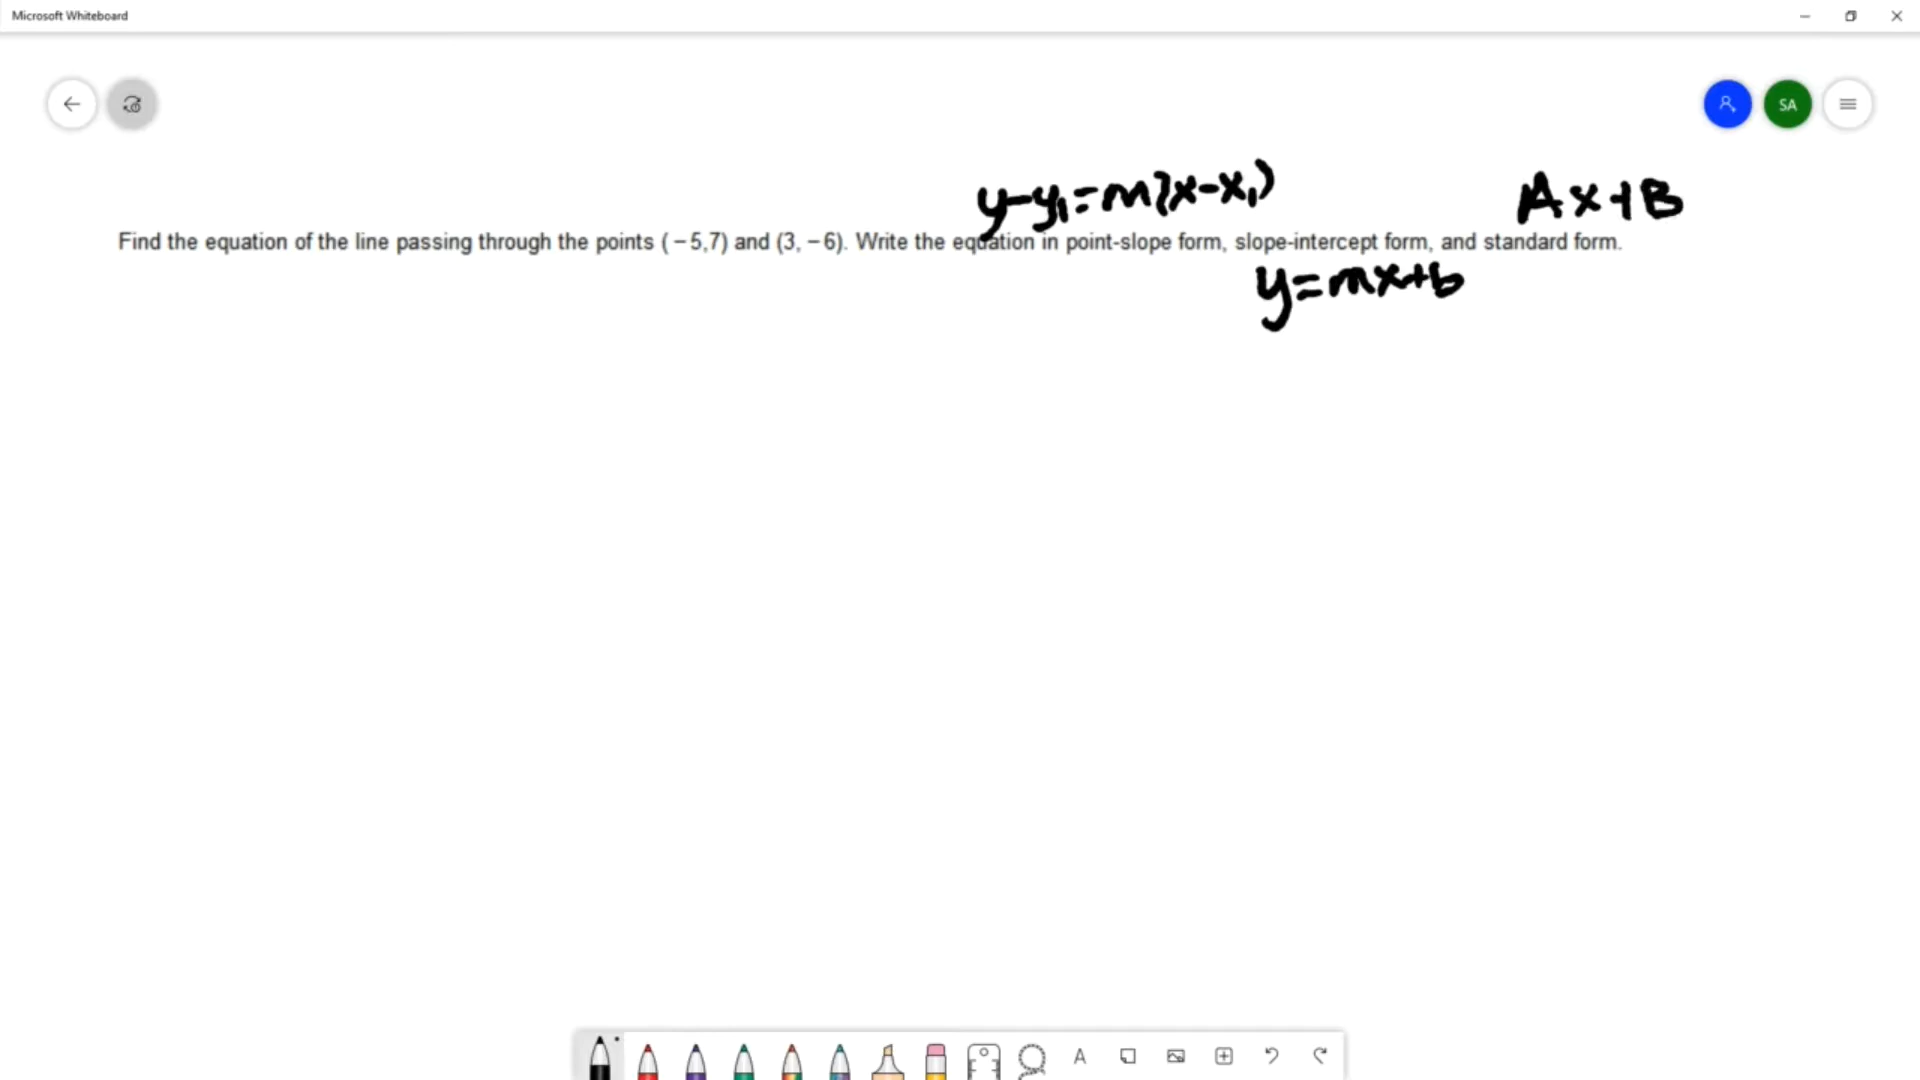 Microsoft Whiteboard
SA
y-y₁=m(x-x₁)
Ax+B
Find the equation of the line passing through the points (−5,7) and (3,−6). Write the equation in point-slope form, slope-intercept form, and standard form.
y=mx+b
A